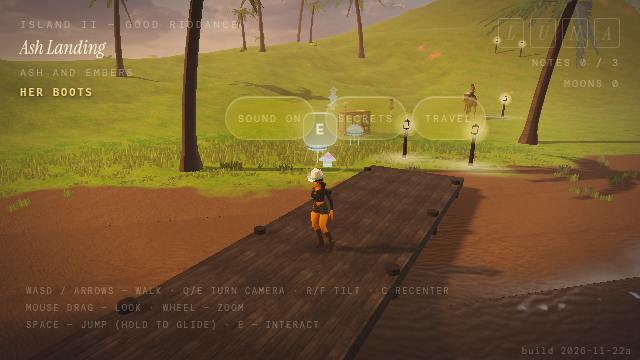 ISLAND II — GOOD RIDDANCE
Ash Landing
ASH AND EMBERS
HER BOOTS
LUNA
NOTES 0 / 3
MOONS 0
SOUND ON
SECRETS
TRAVEL
E
WASD / ARROWS — WALK · Q/E TURN CAMERA · R/F TILT · C RECENTER
MOUSE DRAG — LOOK · WHEEL — ZOOM
SPACE — JUMP (HOLD TO GLIDE) · E — INTERACT
build 2026-11-22a